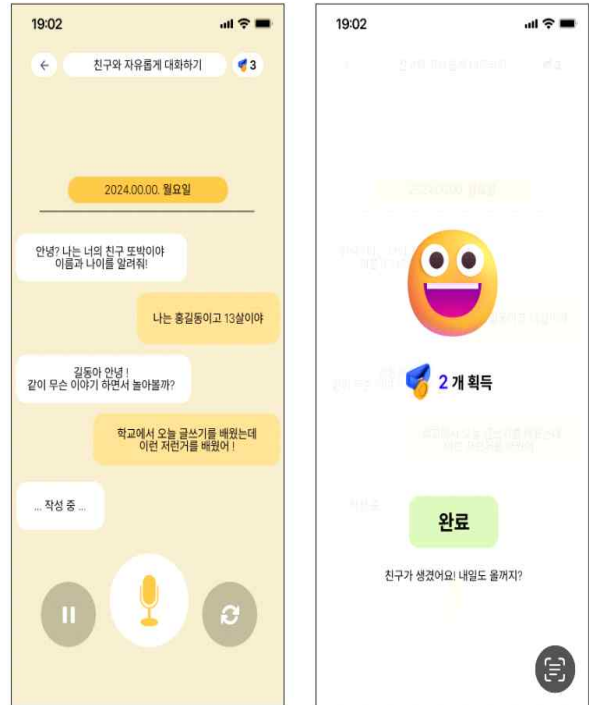 19:02
친구와 자유롭게 대화하기
3
2024.00.00. 월요일
안녕? 나는 너의 친구 또박이야
이름과 나이를 알려줘!
나는 홍길동이고 13살이야
길동아 안녕 !
같이 무슨 이야기 하면서 놀아볼까?
학교에서 오늘 글쓰기를 배웠는데
이런 저런거를 배웠어 !
... 작성 중 ...
19:02
2 개 획득
완료
친구가 생겼어요! 내일도 올꺼지?